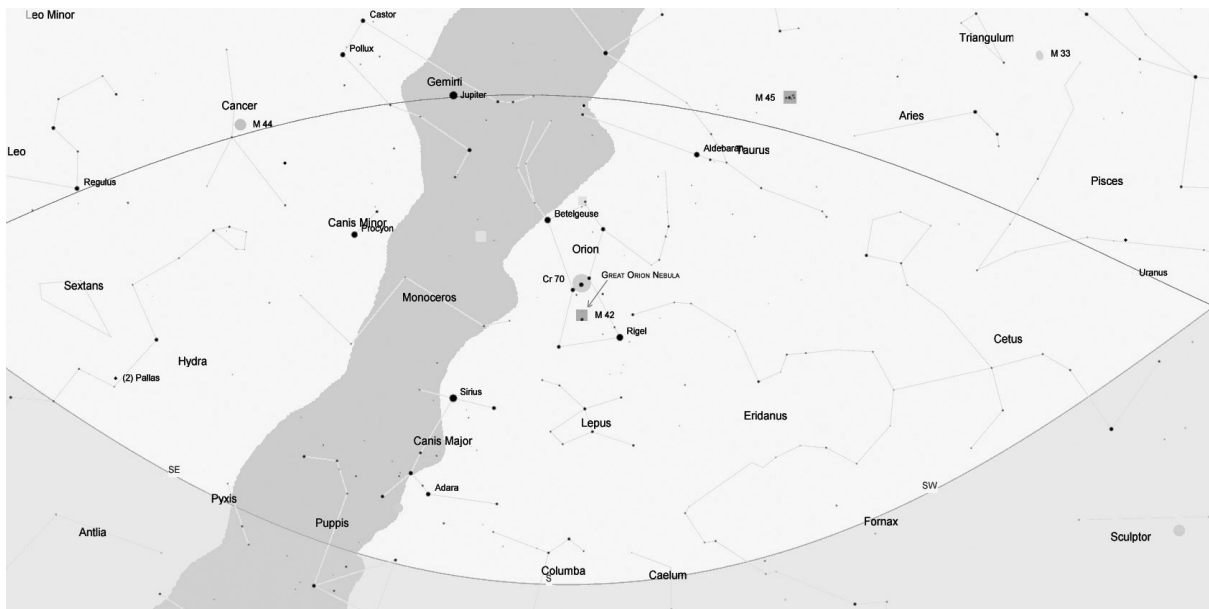 Leo Minor
Castor
Triangulum
M 33
Pollux
Gemini
Jupiter
M 45
Cancer
M 44
Aries
Leo
Aldebaran
Taurus
Regulus
Pisces
Betelgeuse
Canis Minor
Procyon
Orion
Uranus
Cr 70
GREAT ORION NEBULA
Sextans
Monoceros
M 42
Rigel
Cetus
Hydra
(2) Pallas
Sirius
Lepus
Eridanus
Canis Major
SE
Adara
SW
Pyxis
Puppis
Fornax
Antlia
Sculptor
Columba
S
Caelum